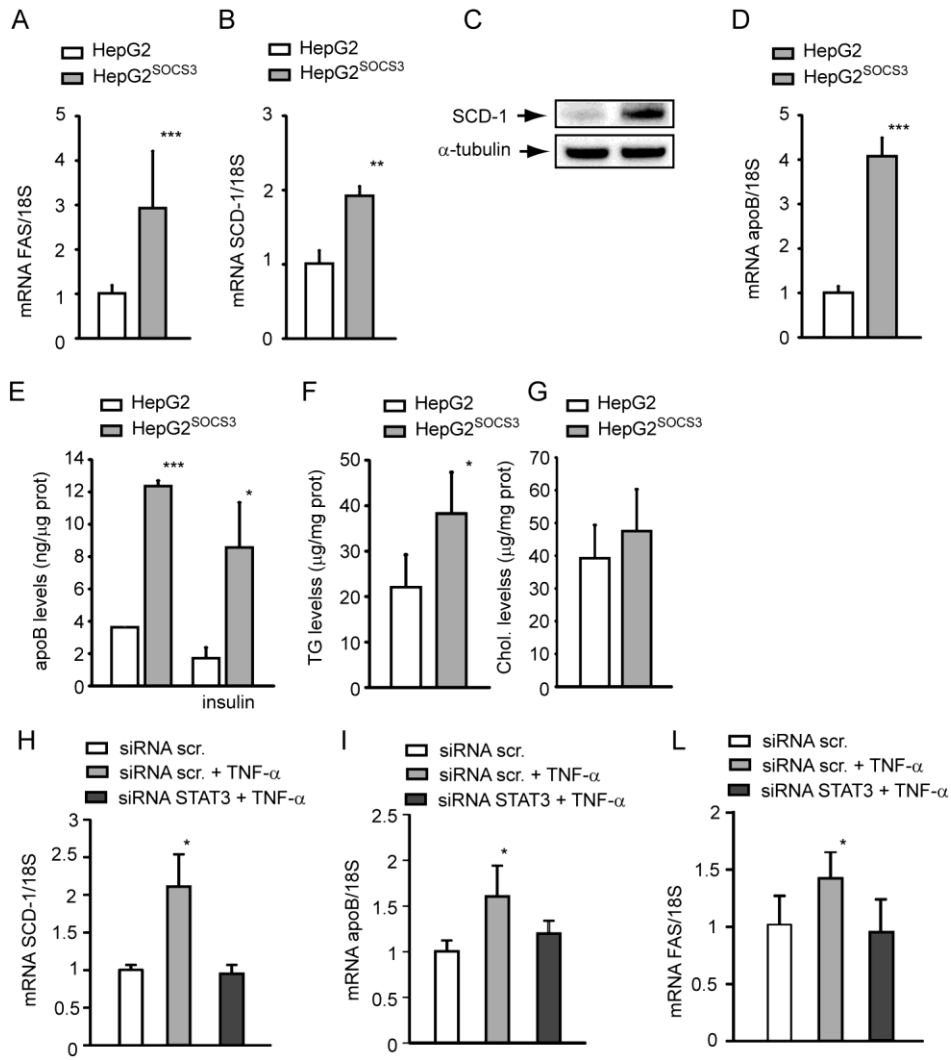 A
HepG2
HepG2SOCS3
mRNA FAS/18S
5
4
3
2
1
0
***
B
HepG2
HepG2SOCS3
mRNA SCD-1/18S
3
2
1
0
**
C
SCD-1
α-tubulin
D
HepG2
HepG2SOCS3
mRNA apoB/18S
5
4
3
2
1
0
***
E
HepG2
HepG2SOCS3
apoB levels (ng/μg prot)
14
12
10
8
6
4
2
0
***
*
insulin
F
HepG2
HepG2SOCS3
TG levelss (μg/mg prot)
50
40
30
20
10
0
*
G
HepG2
HepG2SOCS3
Chol. levelss (μg/mg prot)
70
60
50
40
30
20
10
0
H
siRNA scr.
siRNA scr. + TNF-α
siRNA STAT3 + TNF-α
mRNA SCD-1/18S
3
2.5
2
1.5
1
0.5
0
*
I
siRNA scr.
siRNA scr. + TNF-α
siRNA STAT3 + TNF-α
mRNA apoB/18S
2.5
2
1.5
1
0.5
0
*
L
siRNA scr.
siRNA scr. + TNF-α
siRNA STAT3 + TNF-α
mRNA FAS/18S
2
1.5
1
0.5
0
*